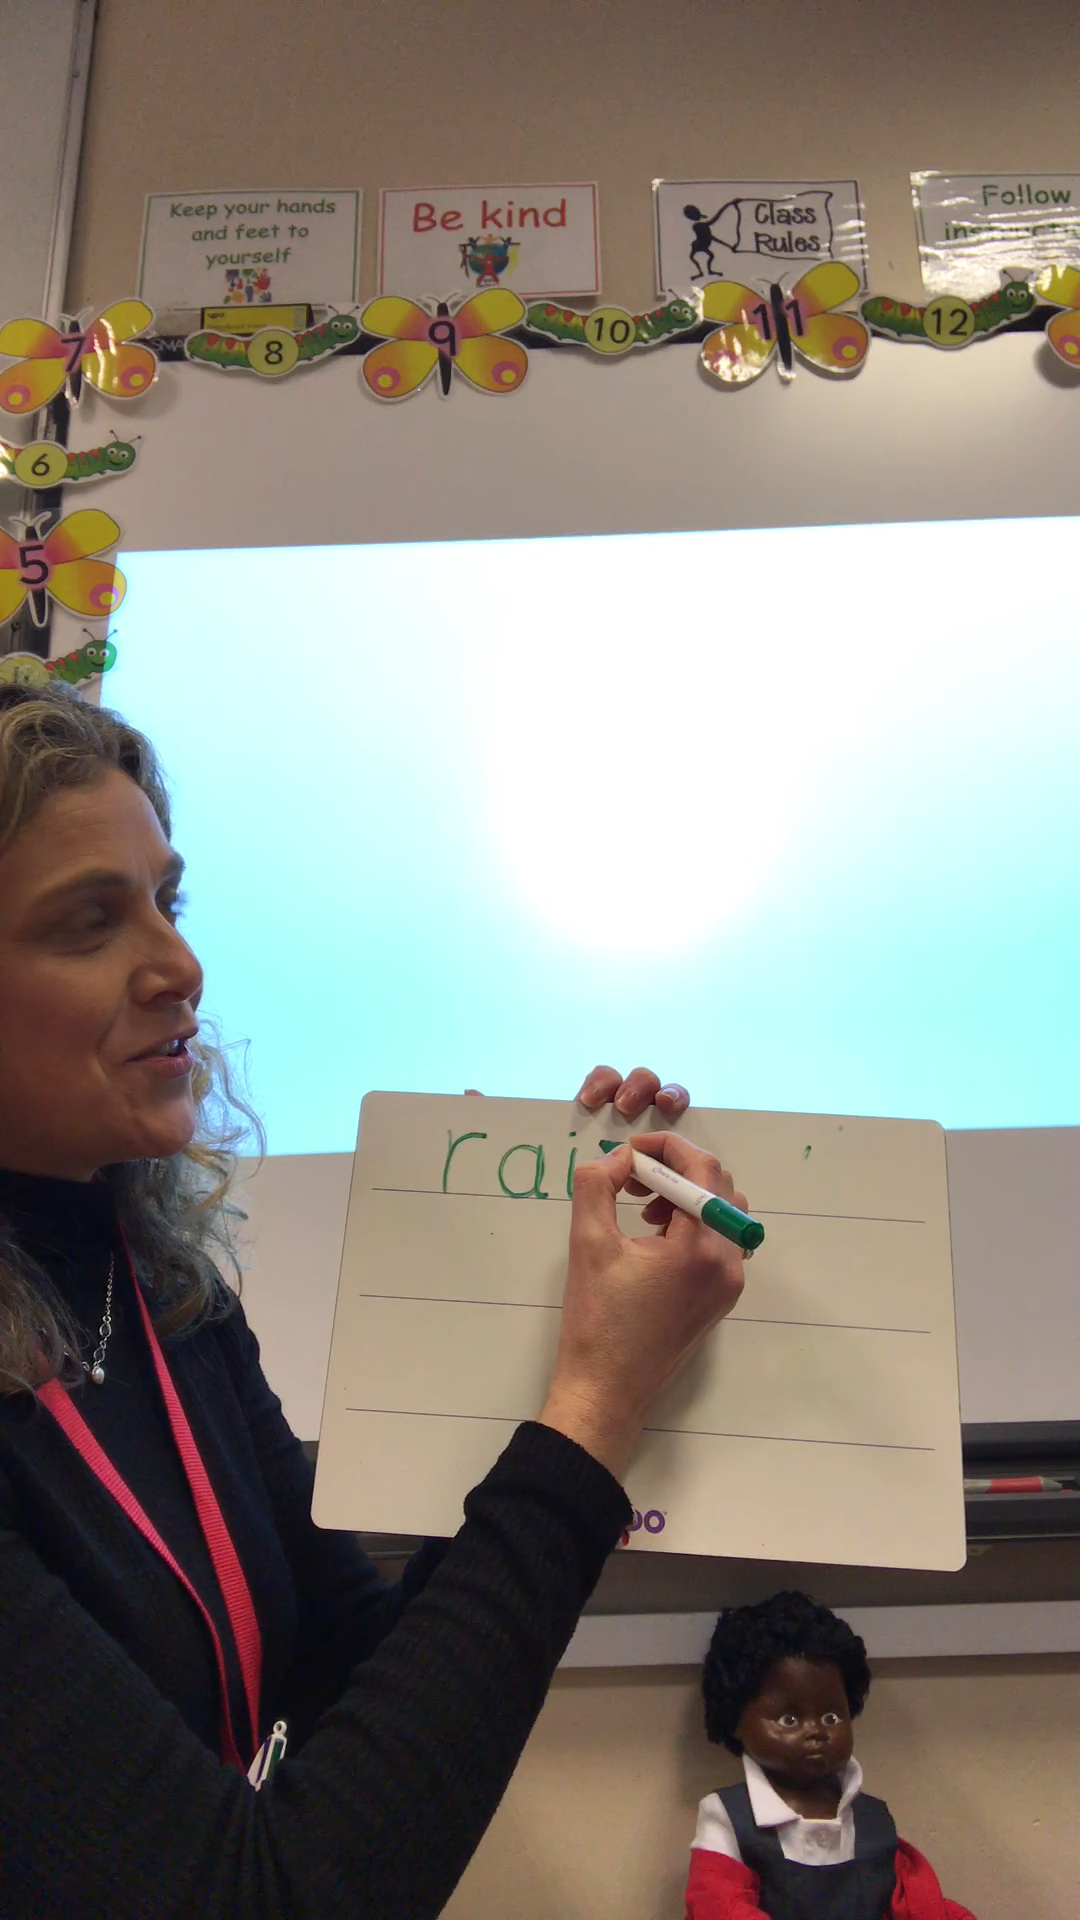 Keep your hands
and feet to
yourself
Be kind
Class
Rules
Follow
7
8
9
10
11
12
6
5
rai